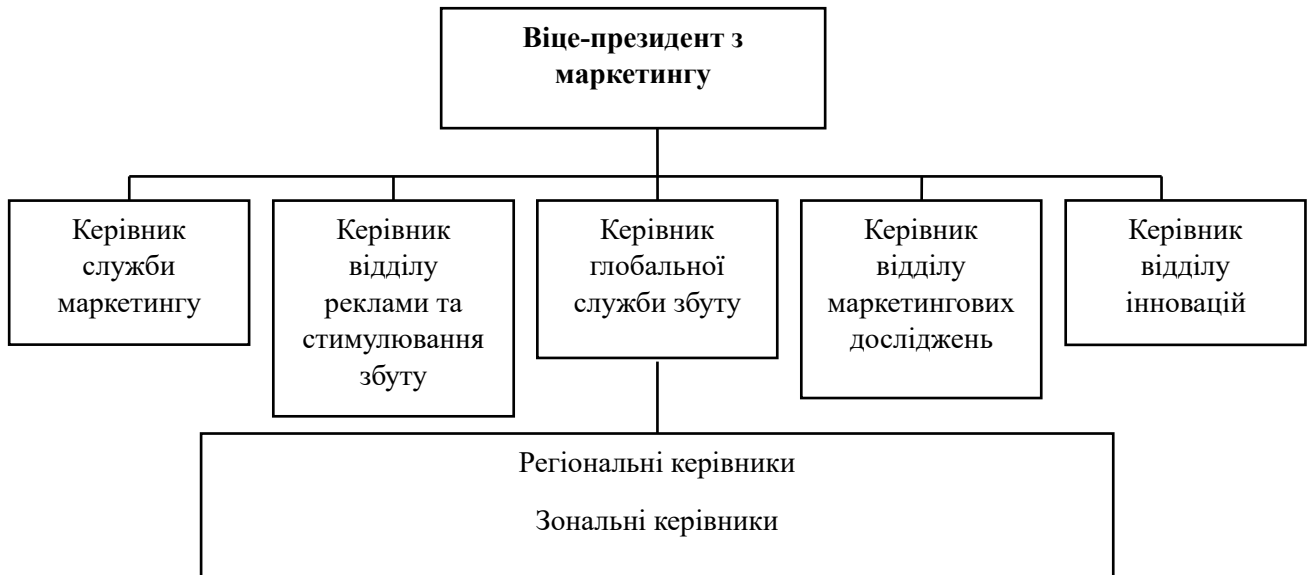 Віце-президент з
маркетингу
Керівник
служби
маркетингу
Керівник
відділу
реклами та
стимулювання
збуту
Керівник
глобальної
служби збуту
Керівник
відділу
маркетингових
досліджень
Керівник
відділу
інновацій
Регіональні керівники
Зональні керівники